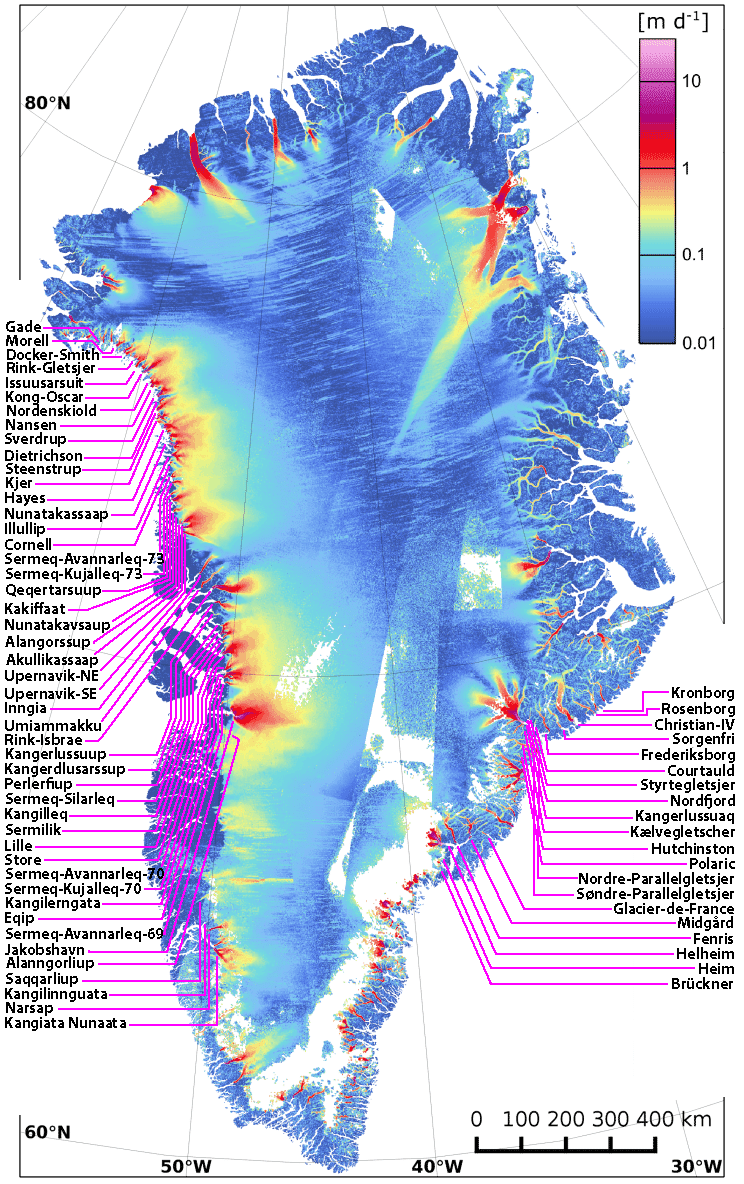 [m d⁻¹]
80°N
10
1
0.1
0.01
Gade
Morell
Docker-Smith
Rink-Gletsjer
Issuusarsuit
Kong-Oscar
Nordenskiold
Nansen
Sverdrup
Dietrichson
Steenstrup
Kjer
Hayes
Nunatakassaap
Illullip
Cornell
Sermeq-Avannarleq-73
Sermeq-Kujalleq-73
Qeqertarsuup
Kakiffaat
Nunatakavsaup
Alangorssup
Akullikassaap
Upernavik-NE
Upernavik-SE
Inngia
Umiammakku
Rink-Isbrae
Kangerlussuup
Kangerdlusarssup
Perlerfiup
Sermeq-Silarleq
Kangilleq
Sermilik
Lille
Store
Sermeq-Avannarleq-70
Sermeq-Kujalleq-70
Kangilerngata
Eqip
Sermeq-Avannarleq-69
Jakobshavn
Alanngorliup
Saqqarliup
Kangilinnguata
Narsap
Kangiata Nunaata
Kronborg
Rosenborg
Christian-IV
Sorgenfri
Frederiksborg
Courtauld
Styrtegletsjer
Nordfjord
Kangerlussuaq
Kælvegletscher
Hutchinston
Polaric
Nordre-Parallelgletsjer
Søndre-Parallelgletsjer
Glacier-de-France
Midgård
Fenris
Helheim
Heim
Brückner
0 100 200 300 400 km
60°N
50°W 40°W 30°W